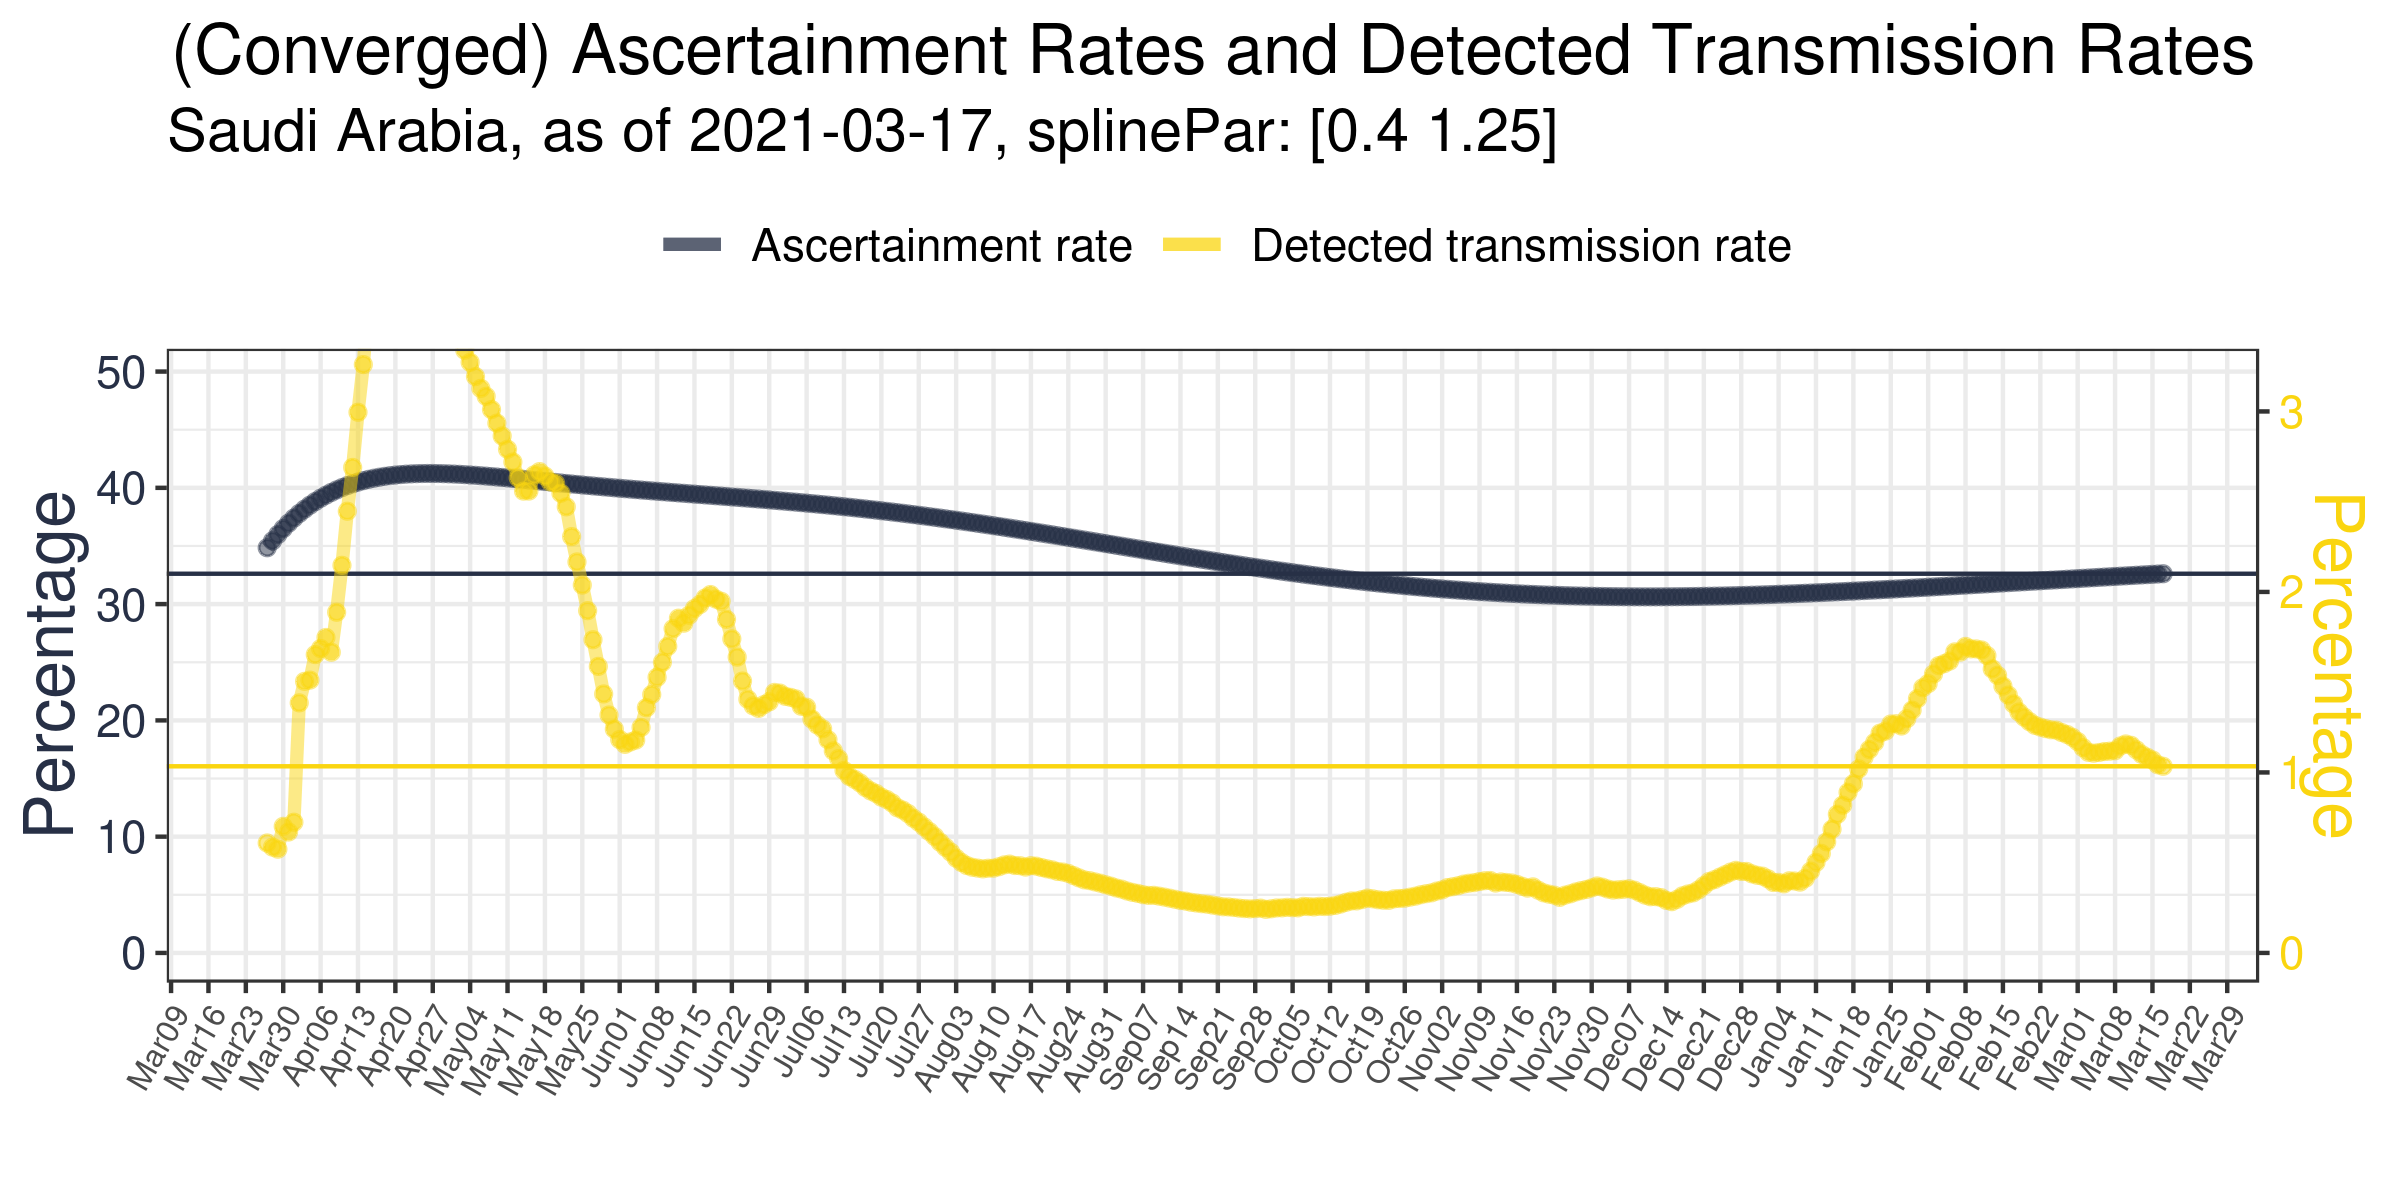 (Converged) Ascertainment Rates and Detected Transmission Rates
Saudi Arabia, as of 2021-03-17, splinePar: [0.4 1.25]
Ascertainment rate
Detected transmission rate
Percentage
50
40
30
20
10
0
3
2
1
0
Percentage
Mar09
Mar16
Mar23
Mar30
Apr06
Apr13
Apr20
Apr27
May04
May11
May18
May25
Jun01
Jun08
Jun15
Jun22
Jun29
Jul06
Jul13
Jul20
Jul27
Aug03
Aug10
Aug17
Aug24
Aug31
Sep07
Sep14
Sep21
Sep28
Oct05
Oct12
Oct19
Oct26
Nov02
Nov09
Nov16
Nov23
Nov30
Dec07
Dec14
Dec21
Dec28
Jan04
Jan11
Jan18
Jan25
Feb01
Feb08
Feb15
Feb22
Mar01
Mar08
Mar15
Mar22
Mar29